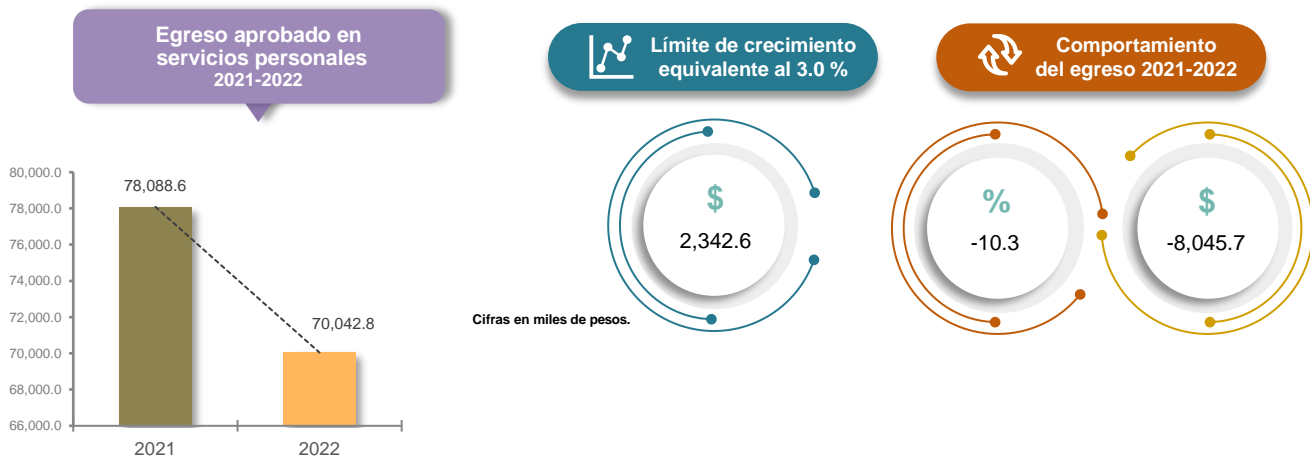 Egreso aprobado en
servicios personales
2021-2022
80,000.0
78,000.0
76,000.0
74,000.0
72,000.0
70,000.0
68,000.0
66,000.0
78,088.6
70,042.8
2021
2022
Límite de crecimiento
equivalente al 3.0 %
$
2,342.6
Cifras en miles de pesos.
Comportamiento
del egreso 2021-2022
%
-10.3
$
-8,045.7